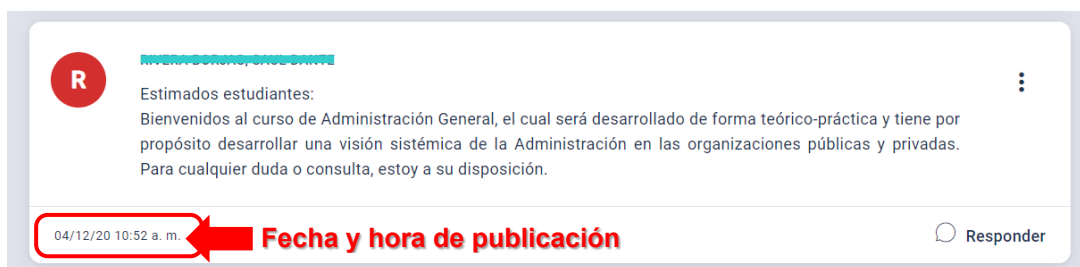 R
Estimados estudiantes:
Bienvenidos al curso de Administración General, el cual será desarrollado de forma teórico-práctica y tiene por
propósito desarrollar una visión sistémica de la Administración en las organizaciones públicas y privadas.
Para cualquier duda o consulta, estoy a su disposición.
04/12/20 10:52 a. m.
Fecha y hora de publicación
Responder